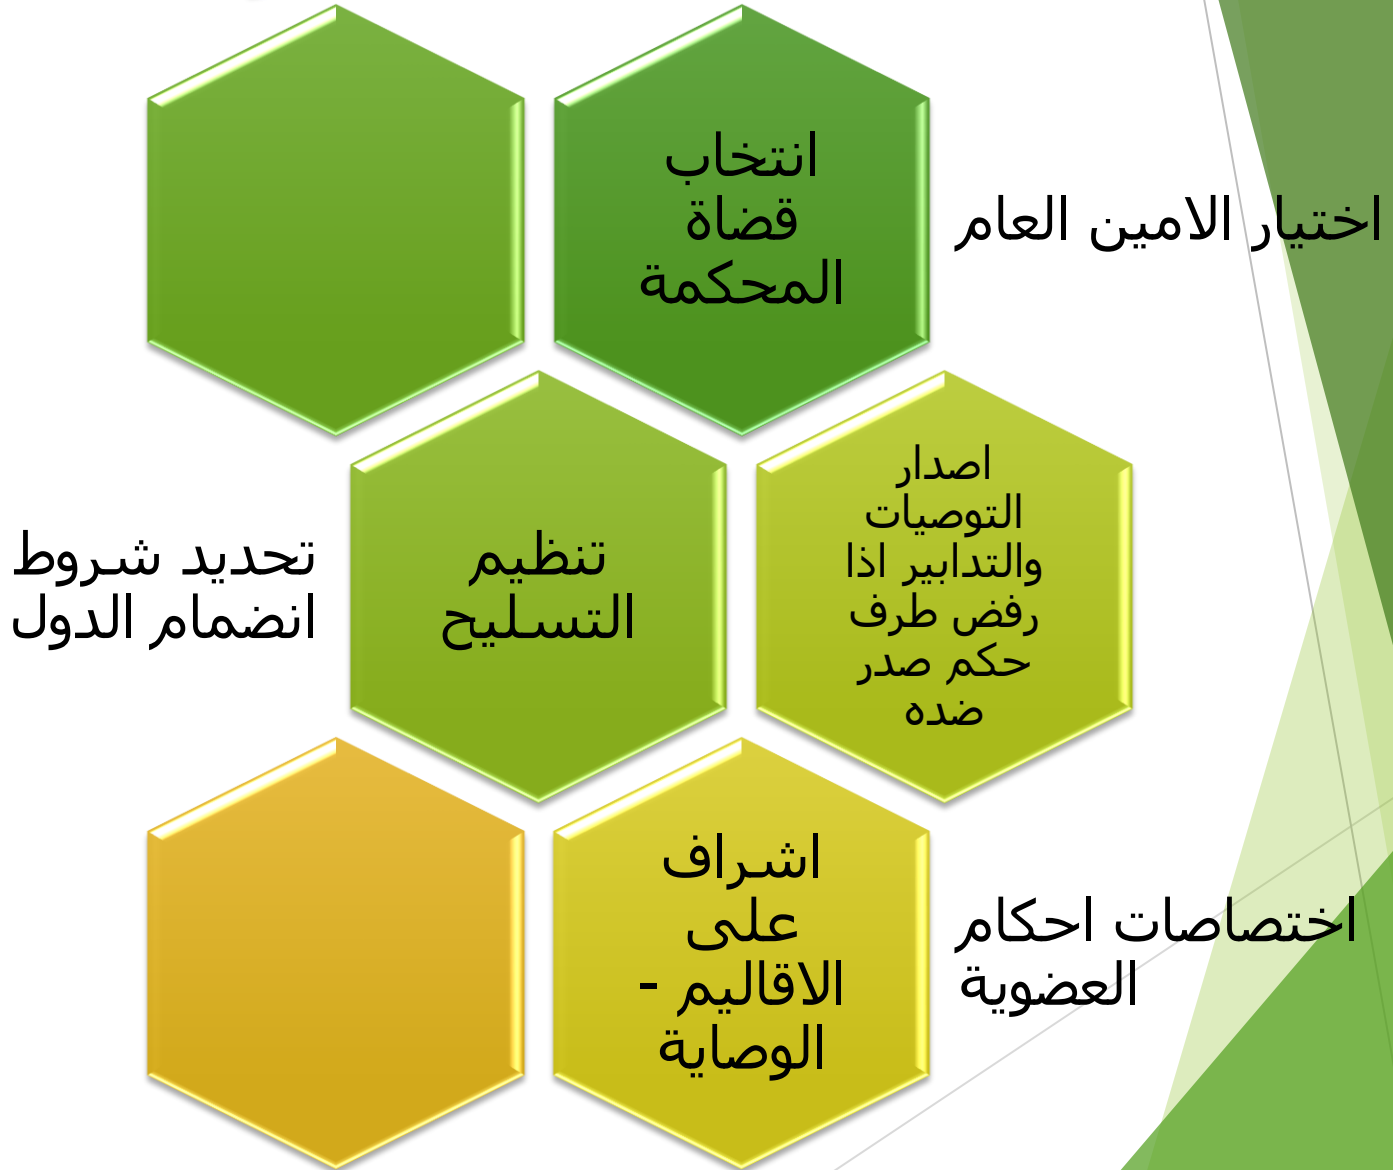 انتخاب
قضاة
المحكمة
اختيار الامين العام
اصدار
التوصيات
والتدابير اذا
رفض طرف
حكم صدر
ضده
تنظيم
التسليح
تحديد شروط
انضمام الدول
اشراف
على
الاقاليم -
الوصاية
اختصاصات احكام
العضوية